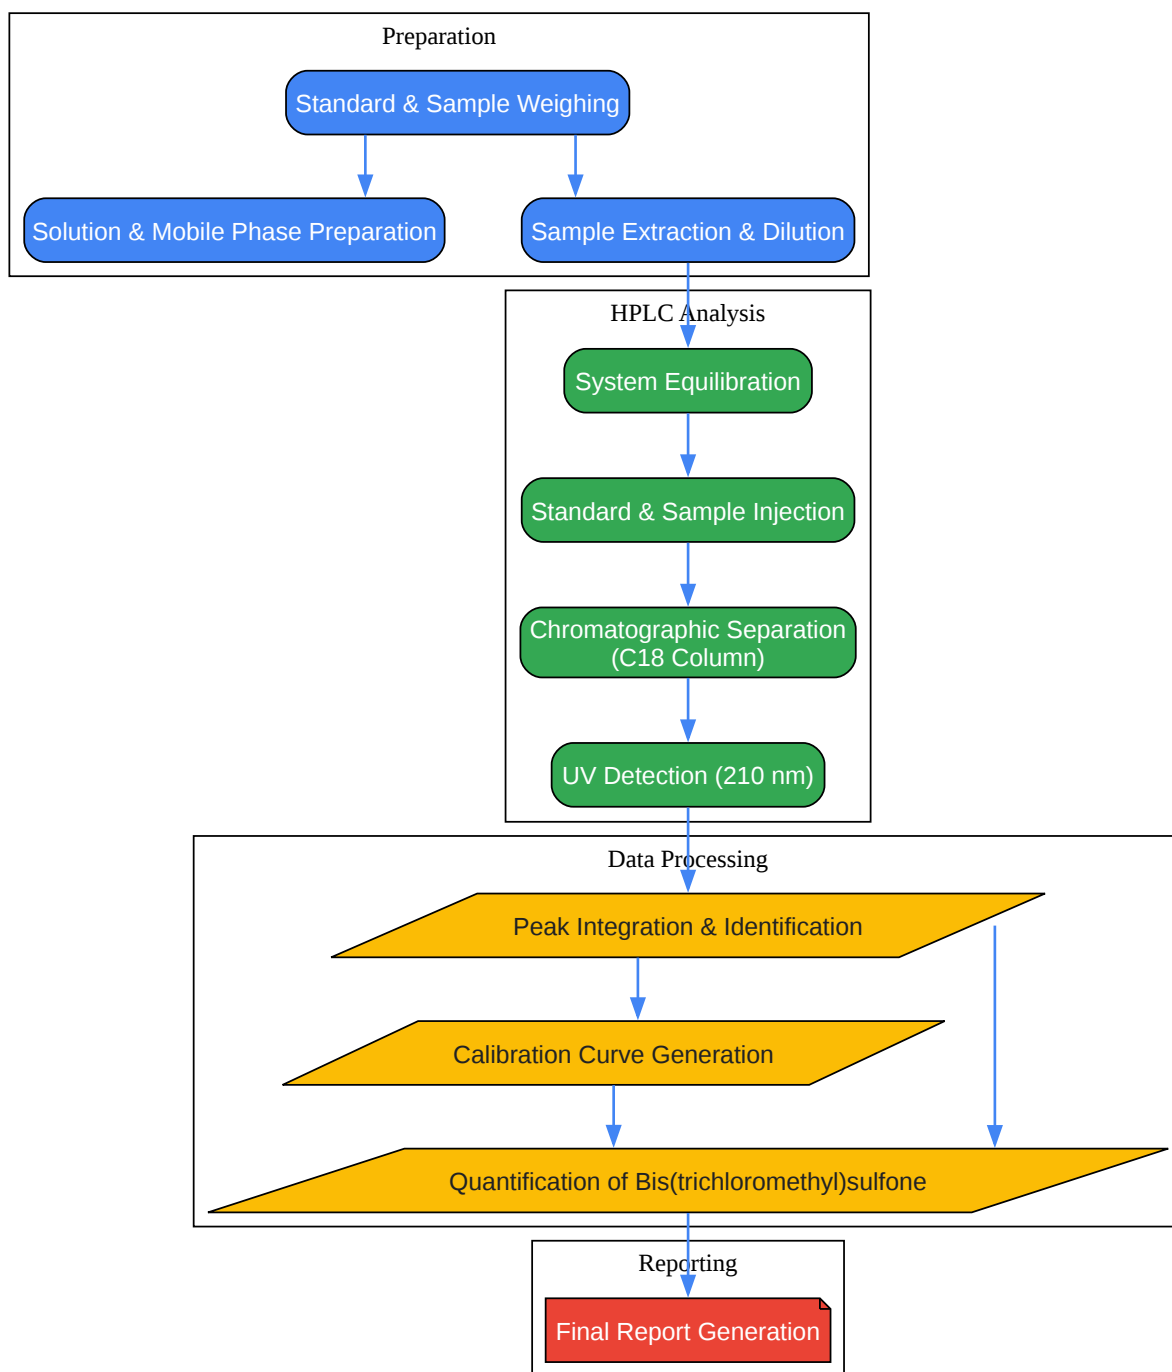 Preparation
Standard & Sample Weighing
Solution & Mobile Phase Preparation
Sample Extraction & Dilution
HPLC Analysis
System Equilibration
Standard & Sample Injection
Chromatographic Separation
(C18 Column)
UV Detection (210 nm)
Data Processing
Peak Integration & Identification
Calibration Curve Generation
Quantification of Bis(trichloromethyl)sulfone
Reporting
Final Report Generation